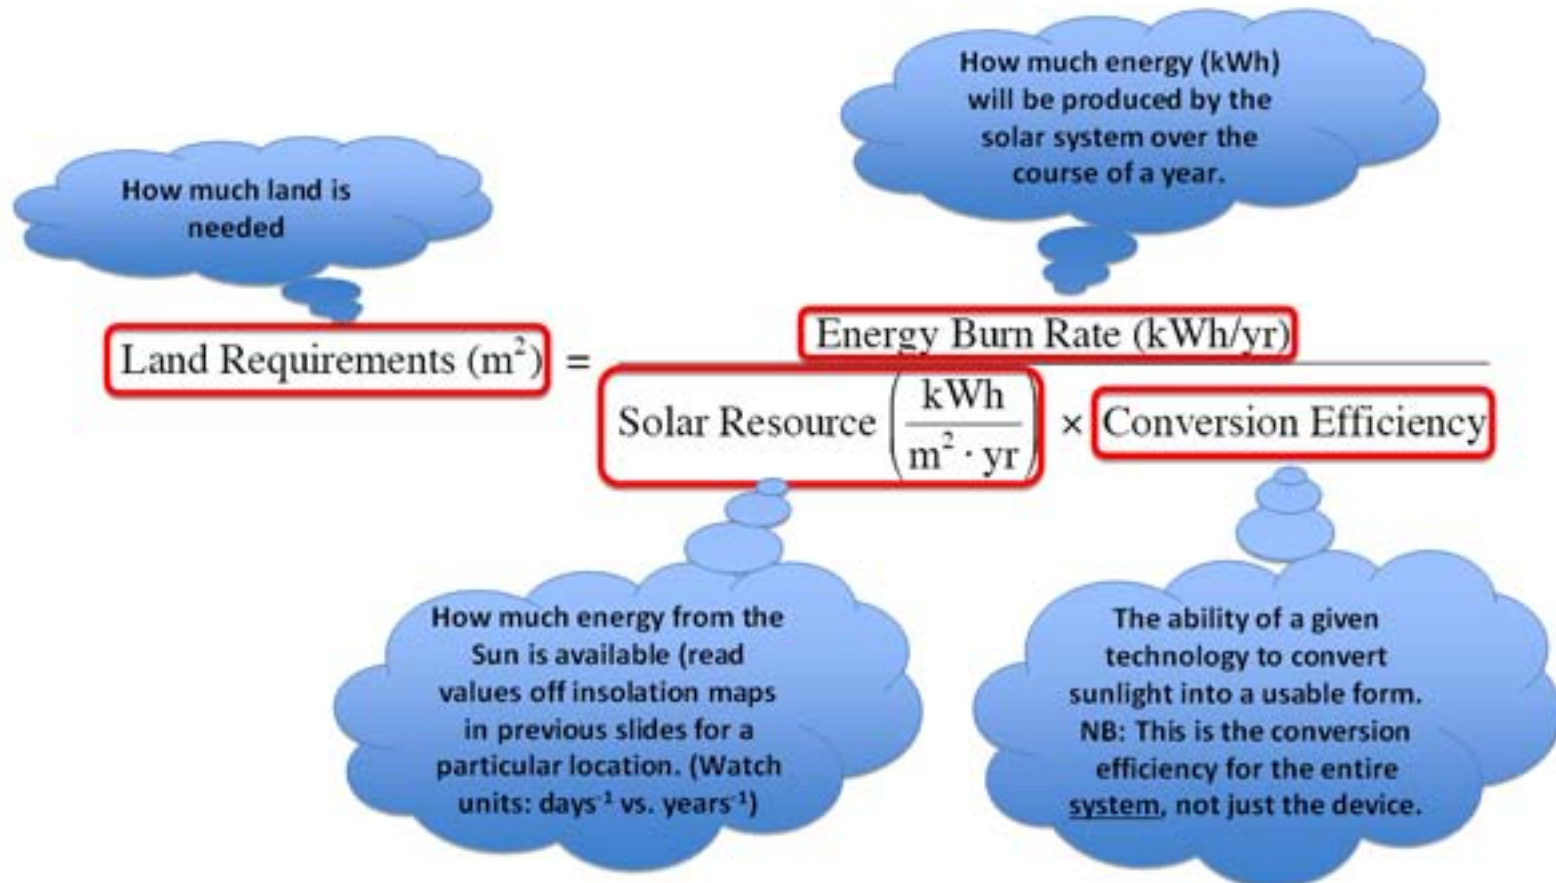 How much energy (kWh)
will be produced by the
solar system over the
course of a year.
How much land is
needed
Land Requirements (m²) =
Energy Burn Rate (kWh/yr)
Solar Resource (kWh / m² · yr) × Conversion Efficiency
How much energy from the
Sun is available (read
values off insolation maps
in previous slides for a
particular location. (Watch
units: days⁻¹ vs. years⁻¹)
The ability of a given
technology to convert
sunlight into a usable form.
NB: This is the conversion
efficiency for the entire
system, not just the device.